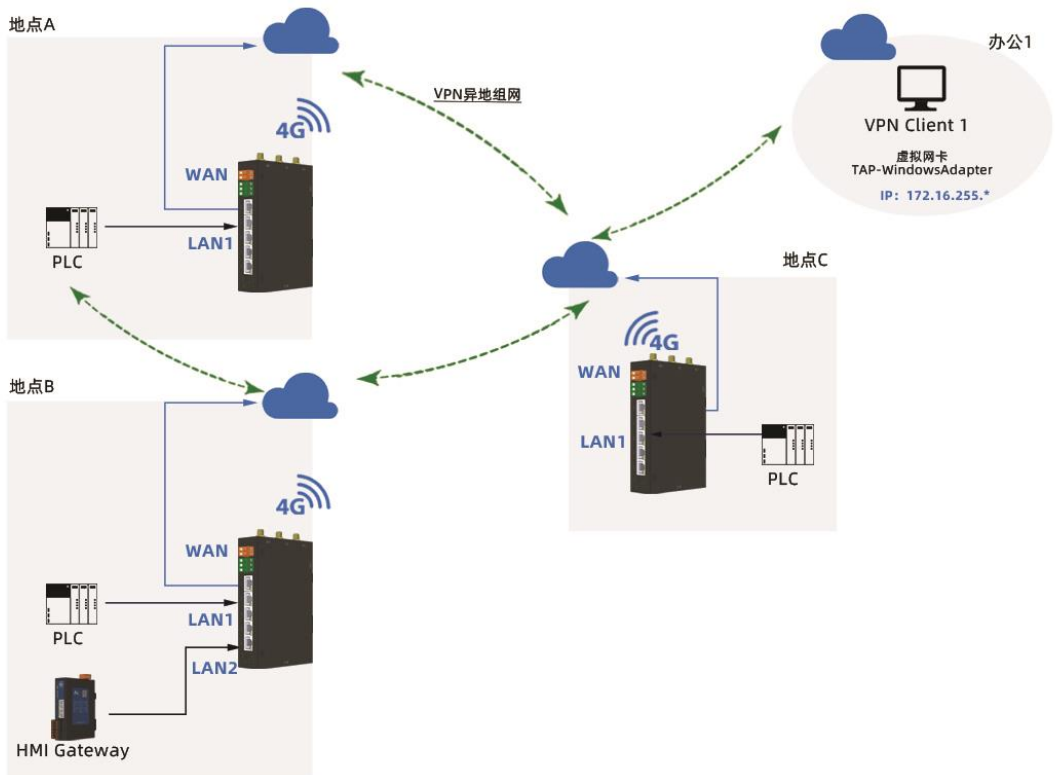 地点A
VPN异地组网
4G
WAN
LAN1
PLC
办公1
VPN Client 1
虚拟网卡
TAP-WindowsAdapter
IP: 172.16.255.*
地点C
4G
WAN
LAN1
PLC
地点B
4G
WAN
LAN1
PLC
LAN2
HMI Gateway